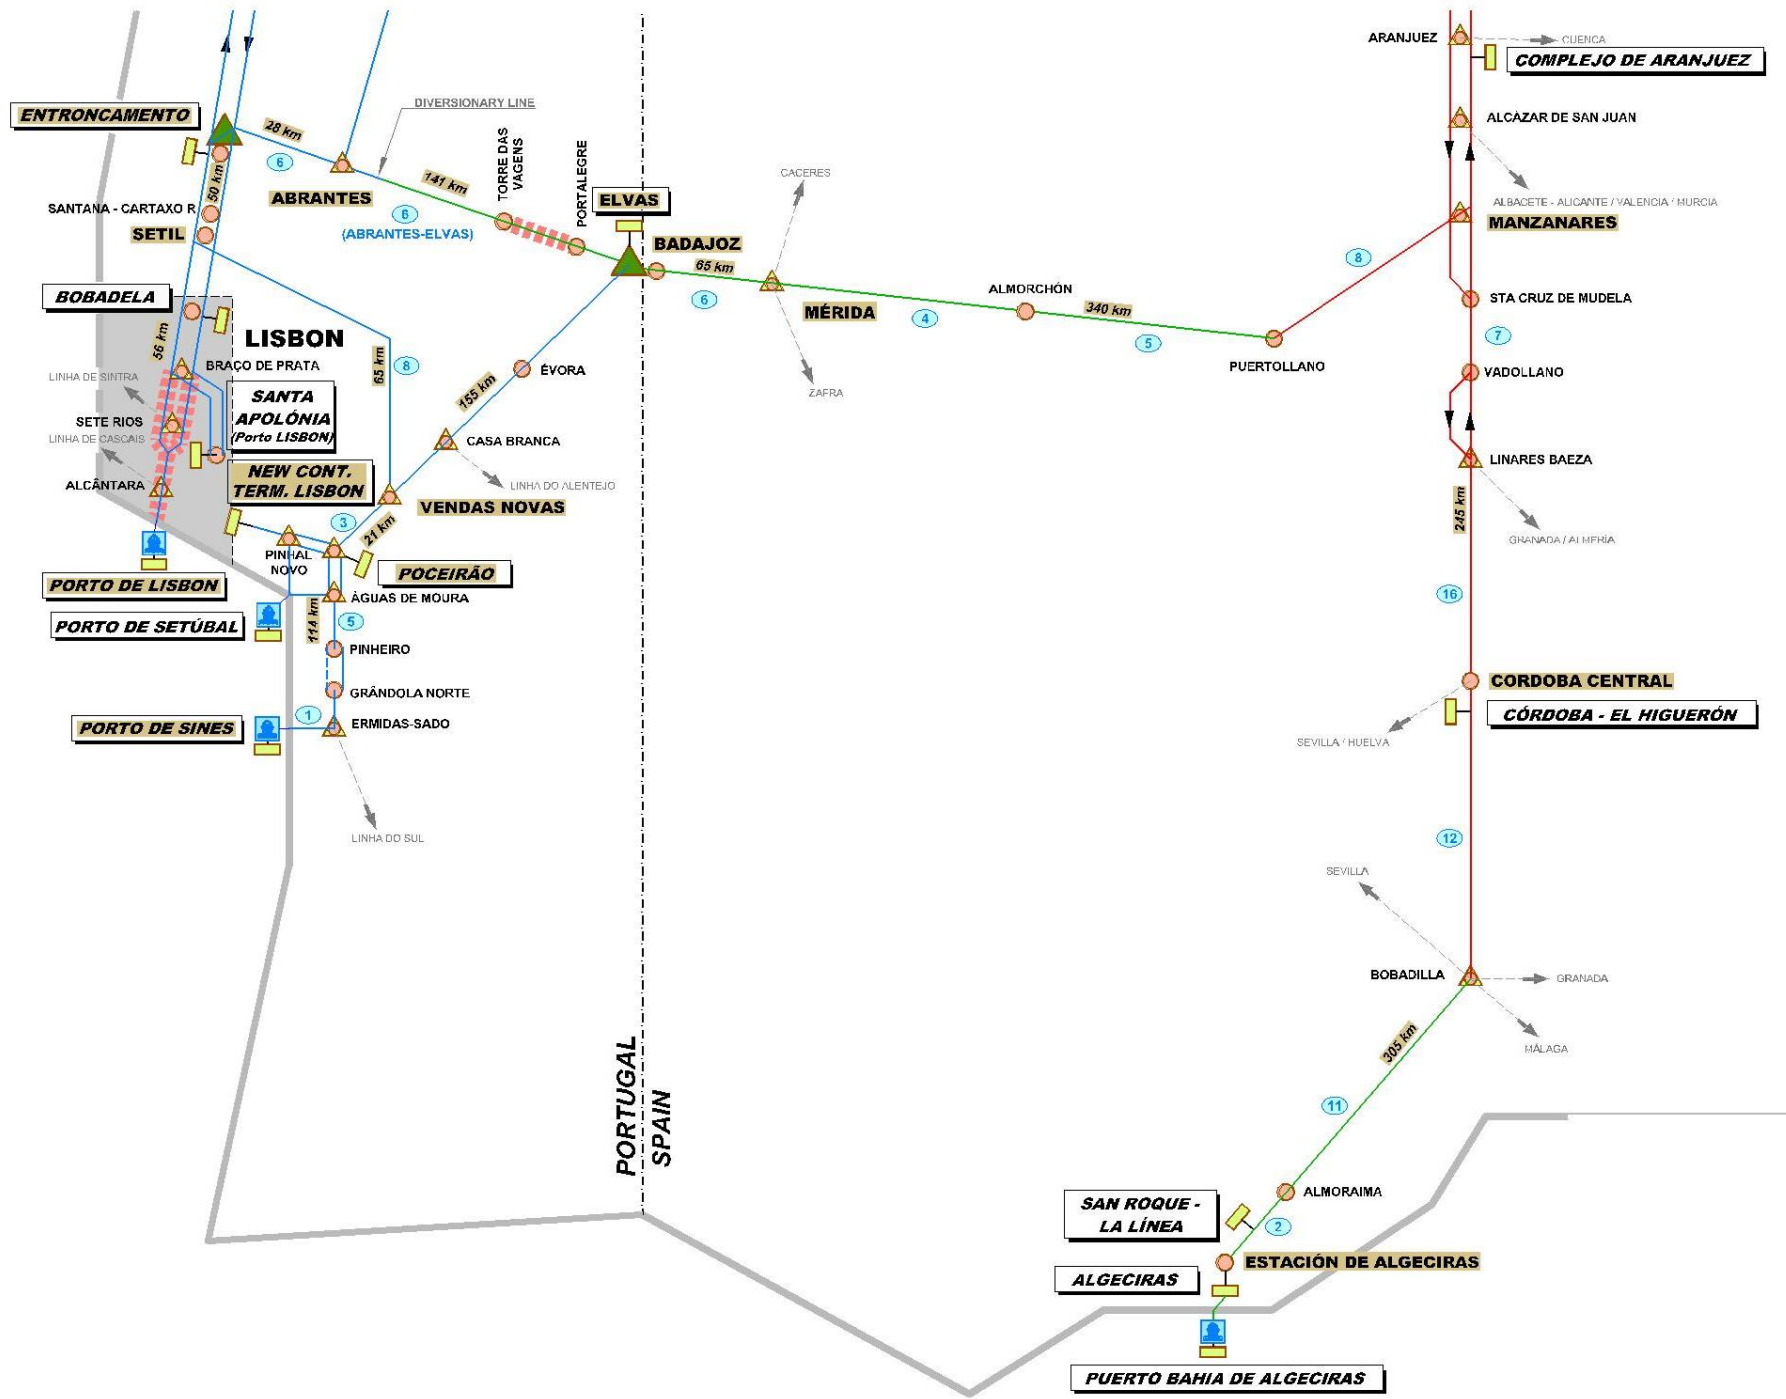 ARANJUEZ
CUENCA
COMPLEJO DE ARANJUEZ
ENTRONCAMENTO
28 km
DIVERSIONARY LINE
6
ALCAZAR DE SAN JUAN
50 km
ABRANTES
141 km
TORRE DAS
VAGENS
PORTALEGRE
CACERES
ALBACETE - ALICANTE / VALENCIA / MURCIA
SANTANA - CARTAXO R
6
(ABRANTES-ELVAS)
ELVAS
SETIL
MANZANARES
BADAJOZ
65 km
8
6
BOBADELA
ALMORCHÓN
340 km
STA CRUZ DE MUDELA
MÉRIDA
4
5
7
LISBON
56 km
65 km
8
BRAÇO DE PRATA
ÉVORA
PUERTOLLANO
VADOLLANO
LINHA DE SINTRA
155 km
ZAFRA
SANTA
APOLÓNIA
(Porto LISBON)
SETE RIOS
LINHA DE CASCAIS
CASA BRANCA
LINARES BAEZA
NEW CONT.
TERM. LISBON
ALCÂNTARA
LINHA DO ALENTEJO
VENDAS NOVAS
245 km
3
21 km
GRANADA / ALMERÍA
PINHAL
NOVO
POCEIRÃO
PORTO DE LISBON
ÁGUAS DE MOURA
16
PORTO DE SETÚBAL
114 km
5
PINHEIRO
CORDOBA CENTRAL
GRÂNDOLA NORTE
PORTO DE SINES
1
ERMIDAS-SADO
CÓRDOBA - EL HIGUERÓN
SEVILLA / HUELVA
LINHA DO SUL
12
SEVILLA
BOBADILLA
GRANADA
PORTUGAL
SPAIN
305 km
MÁLAGA
11
ALMORAIMA
SAN ROQUE -
LA LÍNEA
2
ESTACIÓN DE ALGECIRAS
ALGECIRAS
PUERTO BAHIA DE ALGECIRAS